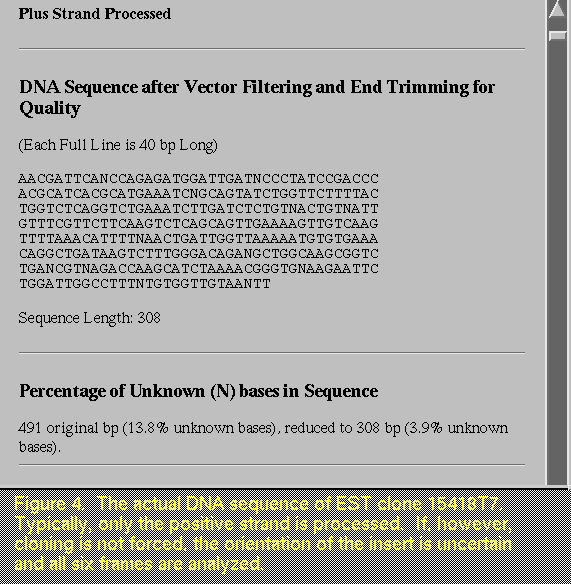 Plus Strand Processed
DNA Sequence after Vector Filtering and End Trimming for
Quality
(Each Full Line is 40 bp Long)
AACGATTCANCCAGAGATGGATTGATNCCCTATCCGACCC
ACGCATCACGCATGAAATCNGCAGTATCTGGTTCTTTTAC
TGGTCTCAGGTCTGAAATCTTGATCTCTGTNACTGTNATT
GTTTCGTTCTTCAAGTCTCAGCAGTTGAAAAGTTGTCAAG
TTTTAAACATTTTNAACTGATTGGTTAAAAATGTGTGAAA
CAGGCTGATAAGTCTTTGGGACAGANGCTGGCAAGCGGTC
TGANCGTNAGACCAAGCATCTAAAACGGGTGNAAGAATTC
TGGATTGGCCTTTNTGTGGTTGTAANTT
Sequence Length: 308
Percentage of Unknown (N) bases in Sequence
491 original bp (13.8% unknown bases), reduced to 308 bp (3.9% unknown
bases).
Figure 4. The actual DNA sequence of EST clone 15418T7.
Typically, only the positive strand is processed. If, however,
cloning is not forced, the orientation of the insert is uncertain
and all six frames are analyzed.